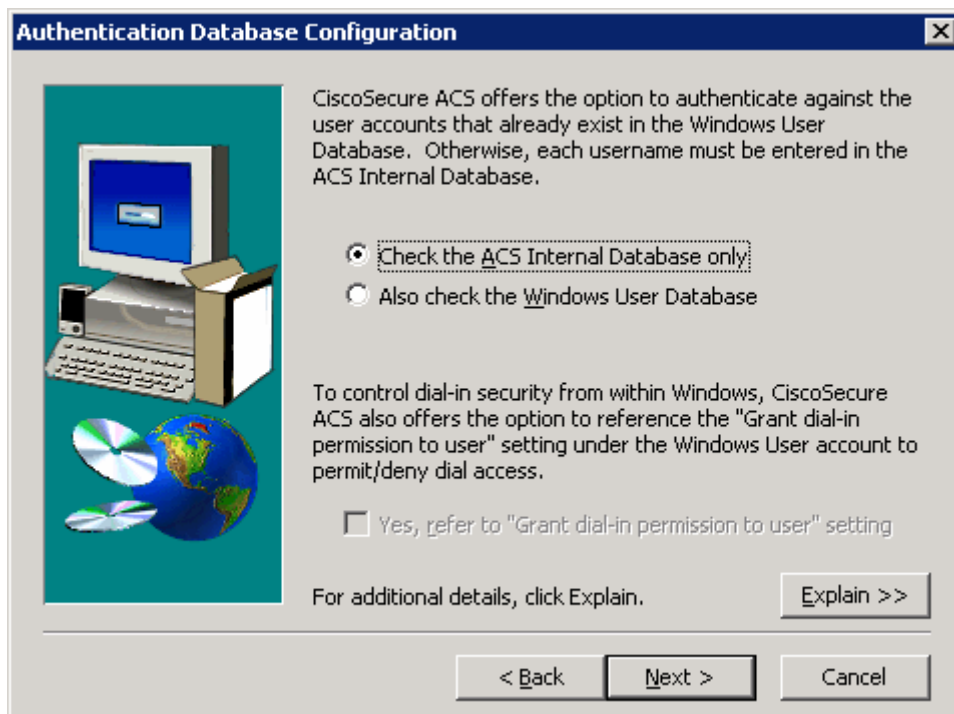 Authentication Database Configuration
CiscoSecure ACS offers the option to authenticate against the
user accounts that already exist in the Windows User
Database. Otherwise, each username must be entered in the
ACS Internal Database.
Check the ACS Internal Database only
Also check the Windows User Database
To control dial-in security from within Windows, CiscoSecure
ACS also offers the option to reference the "Grant dial-in
permission to user" setting under the Windows User account to
permit/deny dial access.
Yes, refer to "Grant dial-in permission to user" setting
For additional details, click Explain.
Explain >>
< Back
Next >
Cancel